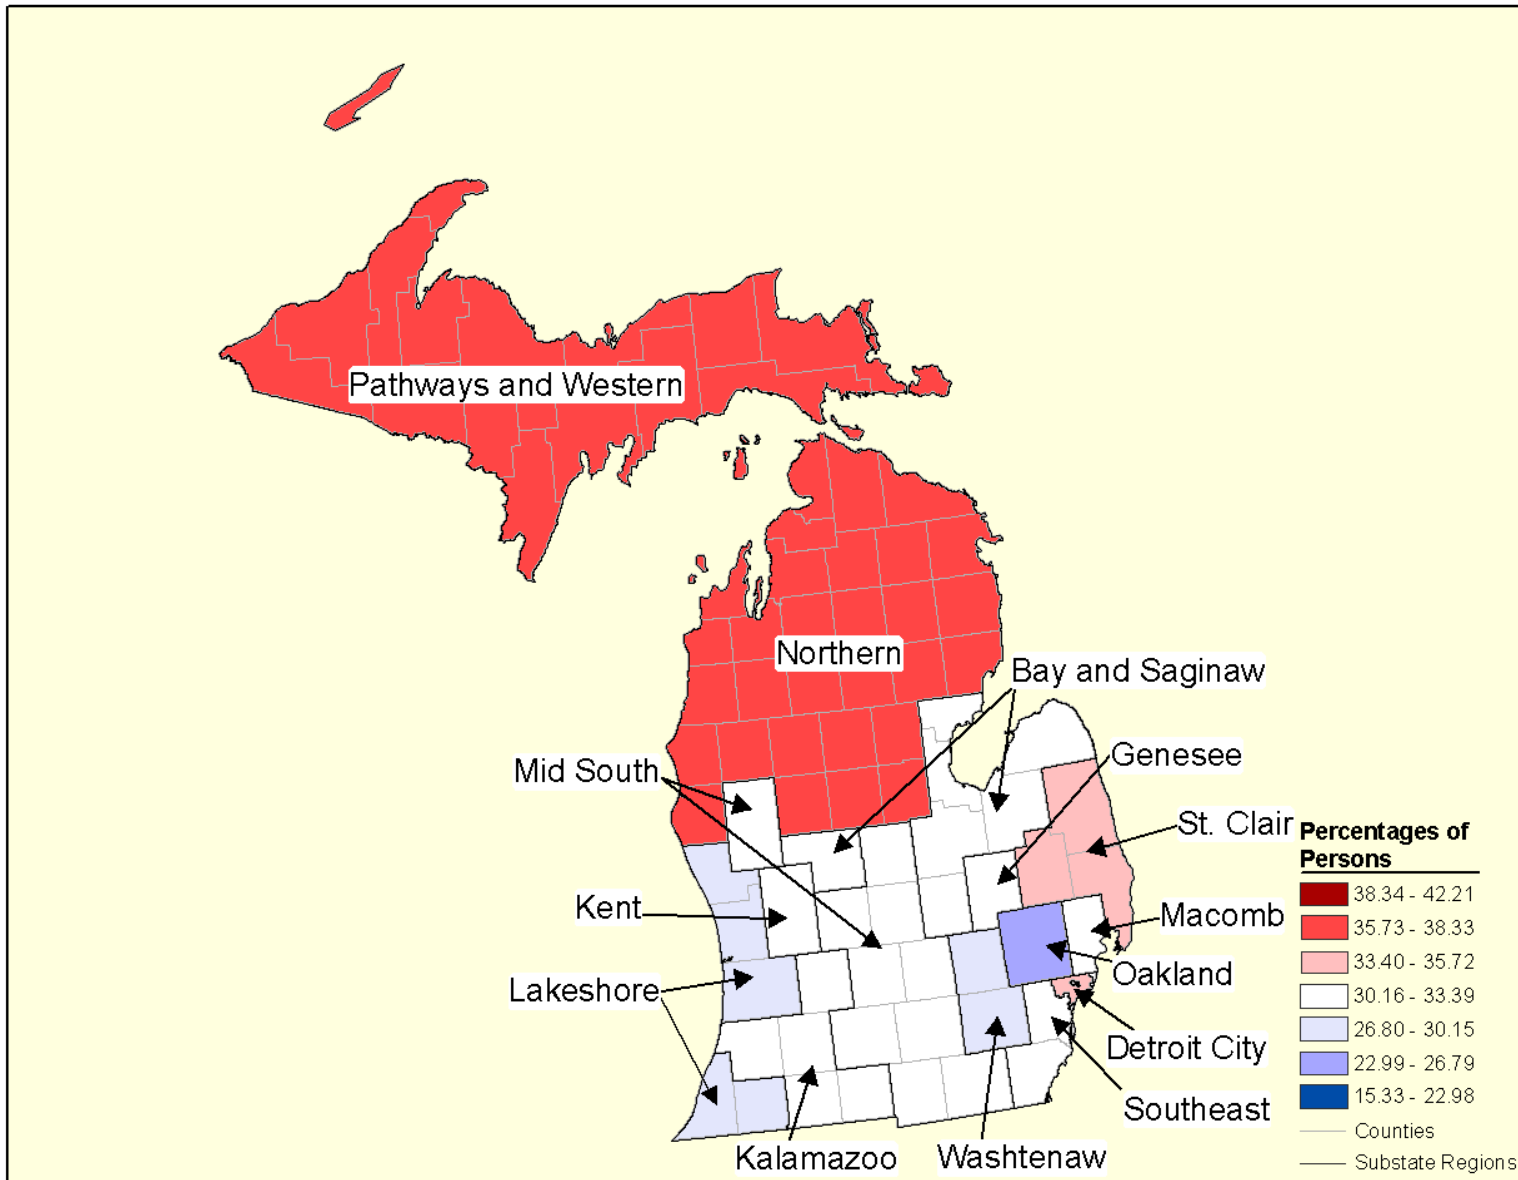 Pathways and Western
Northern
Bay and Saginaw
Genesee
Mid South
St. Clair
Kent
Macomb
Oakland
Lakeshore
Detroit City
Southeast
Kalamazoo
Washtenaw
Percentages of
Persons
38.34 - 42.21
35.73 - 38.33
33.40 - 35.72
30.16 - 33.39
26.80 - 30.15
22.99 - 26.79
15.33 - 22.98
Counties
Substate Regions